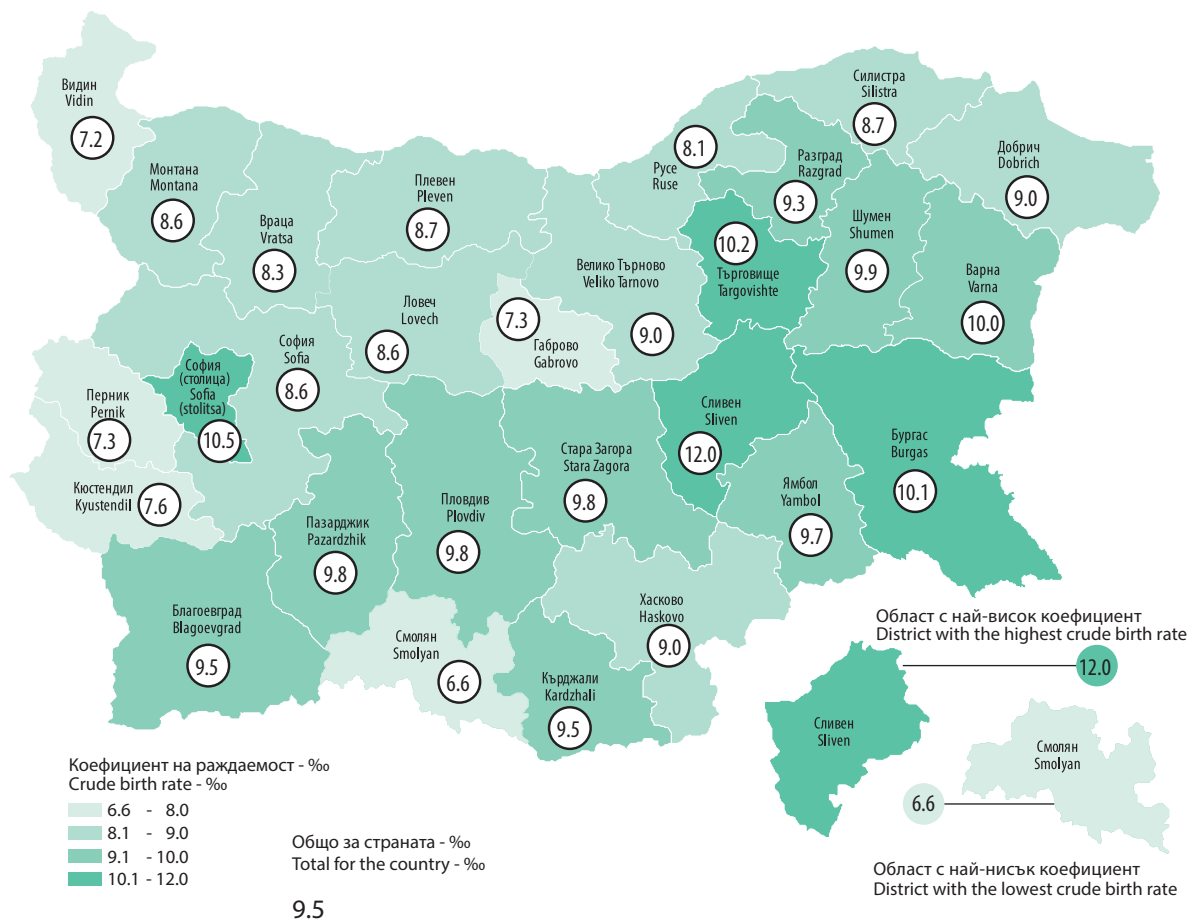 Видин
Vidin
7.2
Монтана
Montana
8.6
Враца
Vratsa
8.3
Плевен
Pleven
8.7
Ловеч
Lovech
8.6
Велико Търново
Veliko Tarnovo
9.0
7.3
Габрово
Gabrovo
8.1
Русе
Ruse
Разград
Razgrad
9.3
Силистра
Silistra
8.7
Добрич
Dobrich
9.0
Шумен
Shumen
9.9
Варна
Varna
10.0
10.2
Търговище
Targovishte
София
Sofia
8.6
София
(столица)
Sofia
(stolitsa)
10.5
Перник
Pernik
7.3
Кюстендил
Kyustendil
7.6
Благоевград
Blagoevgrad
9.5
Пазарджик
Pazardzhik
9.8
Пловдив
Plovdiv
9.8
Стара Загора
Stara Zagora
9.8
Сливен
Sliven
12.0
Ямбол
Yambol
9.7
Бургас
Burgas
10.1
Смолян
Smolyan
6.6
Кърджали
Kardzhali
9.5
Хасково
Haskovo
9.0
Област с най-висок коефициент
District with the highest crude birth rate
12.0
Сливен
Sliven
Смолян
Smolyan
6.6
Област с най-нисък коефициент
District with the lowest crude birth rate
Коефициент на раждаемост - ‰
Crude birth rate - ‰
6.6 - 8.0
8.1 - 9.0
9.1 - 10.0
10.1 - 12.0
Общо за страната - ‰
Total for the country - ‰
9.5